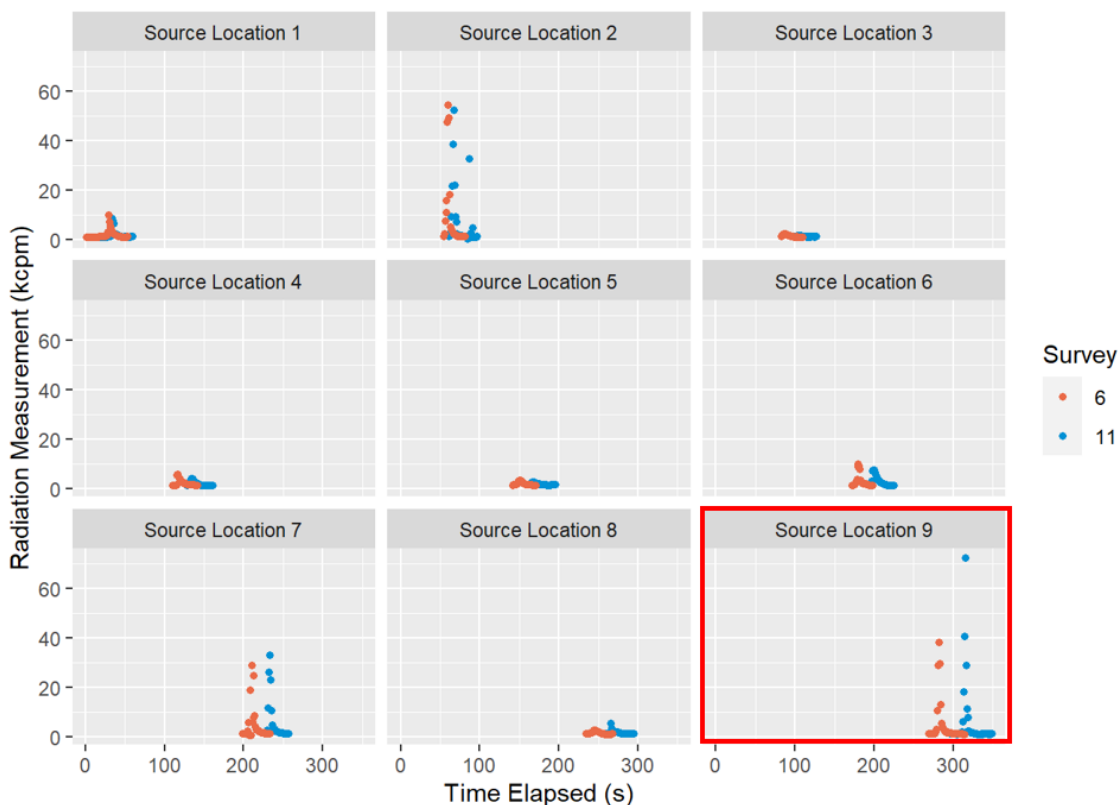 Source Location 1
Source Location 2
Source Location 3
60
40
20
0
Source Location 4
Source Location 5
Source Location 6
60
40
20
0
Source Location 7
Source Location 8
Source Location 9
60
40
20
0
0 100 200 300
0 100 200 300
0 100 200 300
Time Elapsed (s)
Radiation Measurement (kcpm)
Survey
6
11